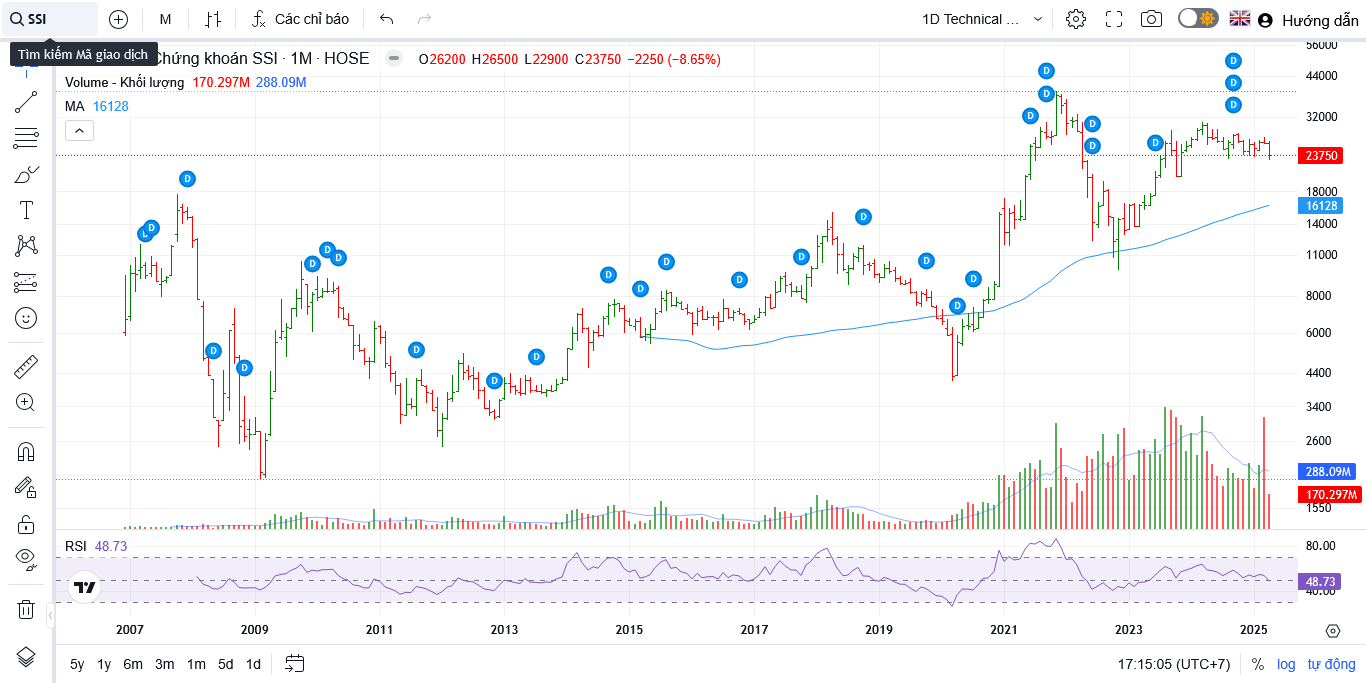 SSI
M
Các chỉ báo
1D Technical ...
Hướng dẫn
Tìm kiếm Mã giao dịch
Chứng khoán SSI · 1M · HOSE
O26200 H26500 L22900 C23750 −2250 (−8.65%)
Volume - Khối lượng 170.297M 288.09M
MA 16128
56000
44000
32000
23750
18000
16128
14000
11000
8000
6000
4400
3400
2600
288.09M
170.297M
1550
D D D D D D D D D D D D D D D D D D D D D D D D D D D D D D
RSI 48.73
80.00
48.73
40.00
2007 2009 2011 2013 2015 2017 2019 2021 2023 2025
5y 1y 6m 3m 1m 5d 1d
17:15:05 (UTC+7) % log tự động